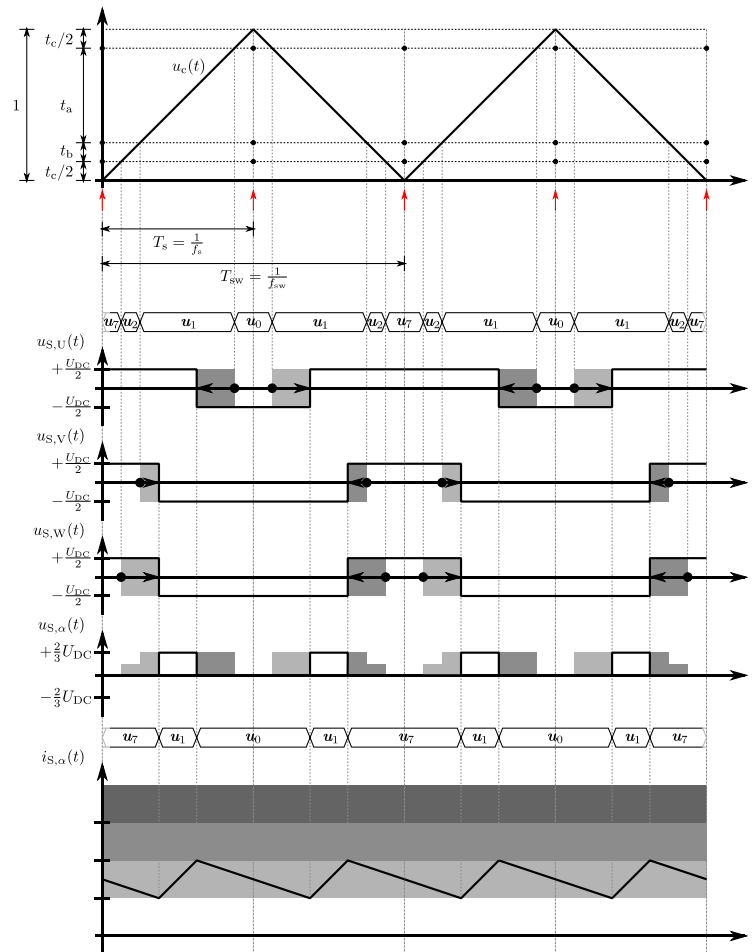 t_c/2
u_c(t)
1
t_a
t_b
t_c/2
T_s = 1/f_s
T_sw = 1/f_sw
u_7 u_2 u_1 u_0 u_1 u_2 u_7 u_2 u_1 u_0 u_1 u_2 u_7
u_S,U(t)
+U_DC/2
−U_DC/2
u_S,V(t)
+U_DC/2
−U_DC/2
u_S,W(t)
+U_DC/2
−U_DC/2
u_S,α(t)
+2/3 U_DC
−2/3 U_DC
u_7 u_1 u_0 u_1 u_7 u_1 u_0 u_1 u_7
i_S,α(t)